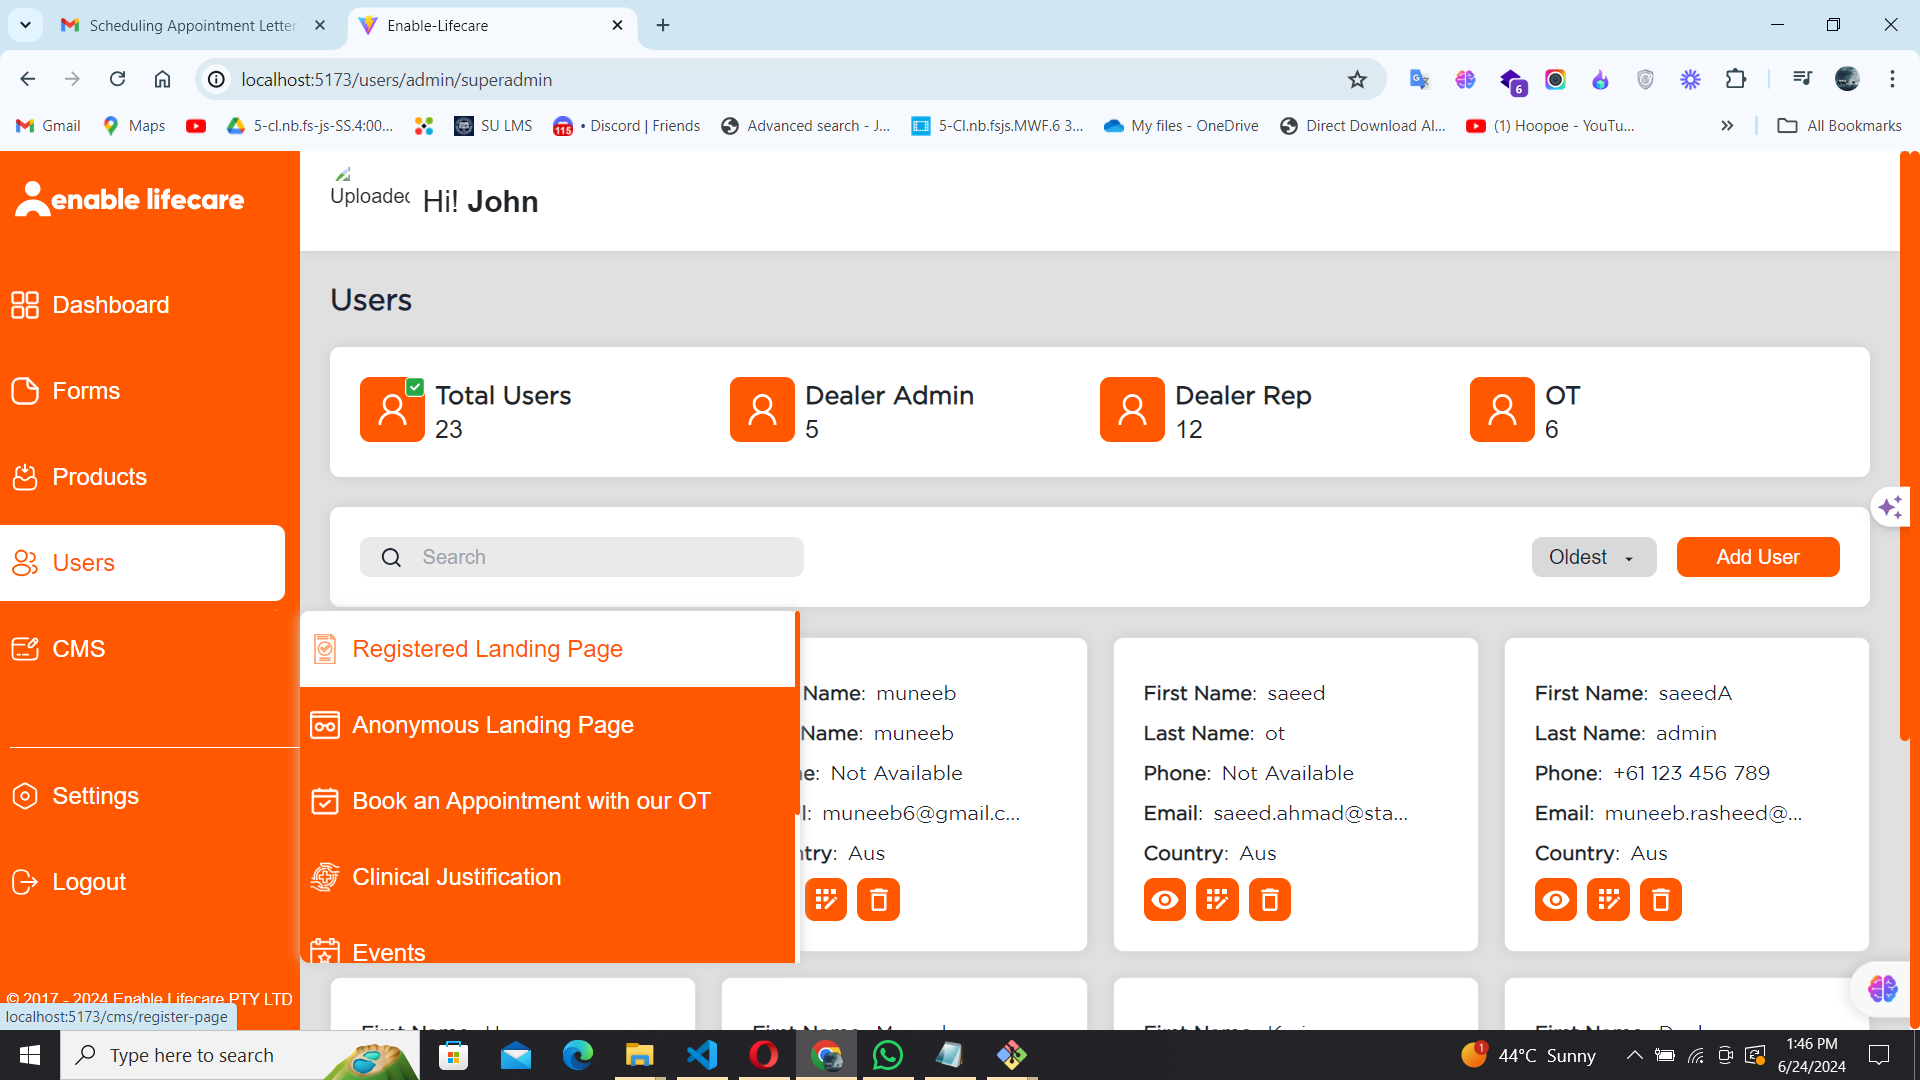 Scheduling Appointment Letter
Enable-Lifecare
localhost:5173/users/admin/superadmin
6
Gmail
Maps
5-cl.nb.fs-js-SS.4:00...
SU LMS
115
• Discord | Friends
Advanced search - J...
5-Cl.nb.fsjs.MWF.6 3...
My files - OneDrive
Direct Download Al...
(1) Hoopoe - YouTu...
All Bookmarks
enable lifecare
Uploaded
Hi! John
Dashboard
Forms
Products
Users
CMS
Settings
Logout
© 2017 - 2024 Enable Lifecare PTY LTD
localhost:5173/cms/register-page
Users
Total Users
23
Dealer Admin
5
Dealer Rep
12
OT
6
Search
Oldest
Add User
Registered Landing Page
Anonymous Landing Page
Book an Appointment with our OT
Clinical Justification
Events
Name: muneeb
Name: muneeb
Not Available
muneeb6@gmail.c...
Aus
First Name: saeed
Last Name: ot
Phone: Not Available
Email: saeed.ahmad@sta...
Country: Aus
First Name: saeedA
Last Name: admin
Phone: +61 123 456 789
Email: muneeb.rasheed@...
Country: Aus
Type here to search
1
44°C Sunny
1:46 PM
6/24/2024